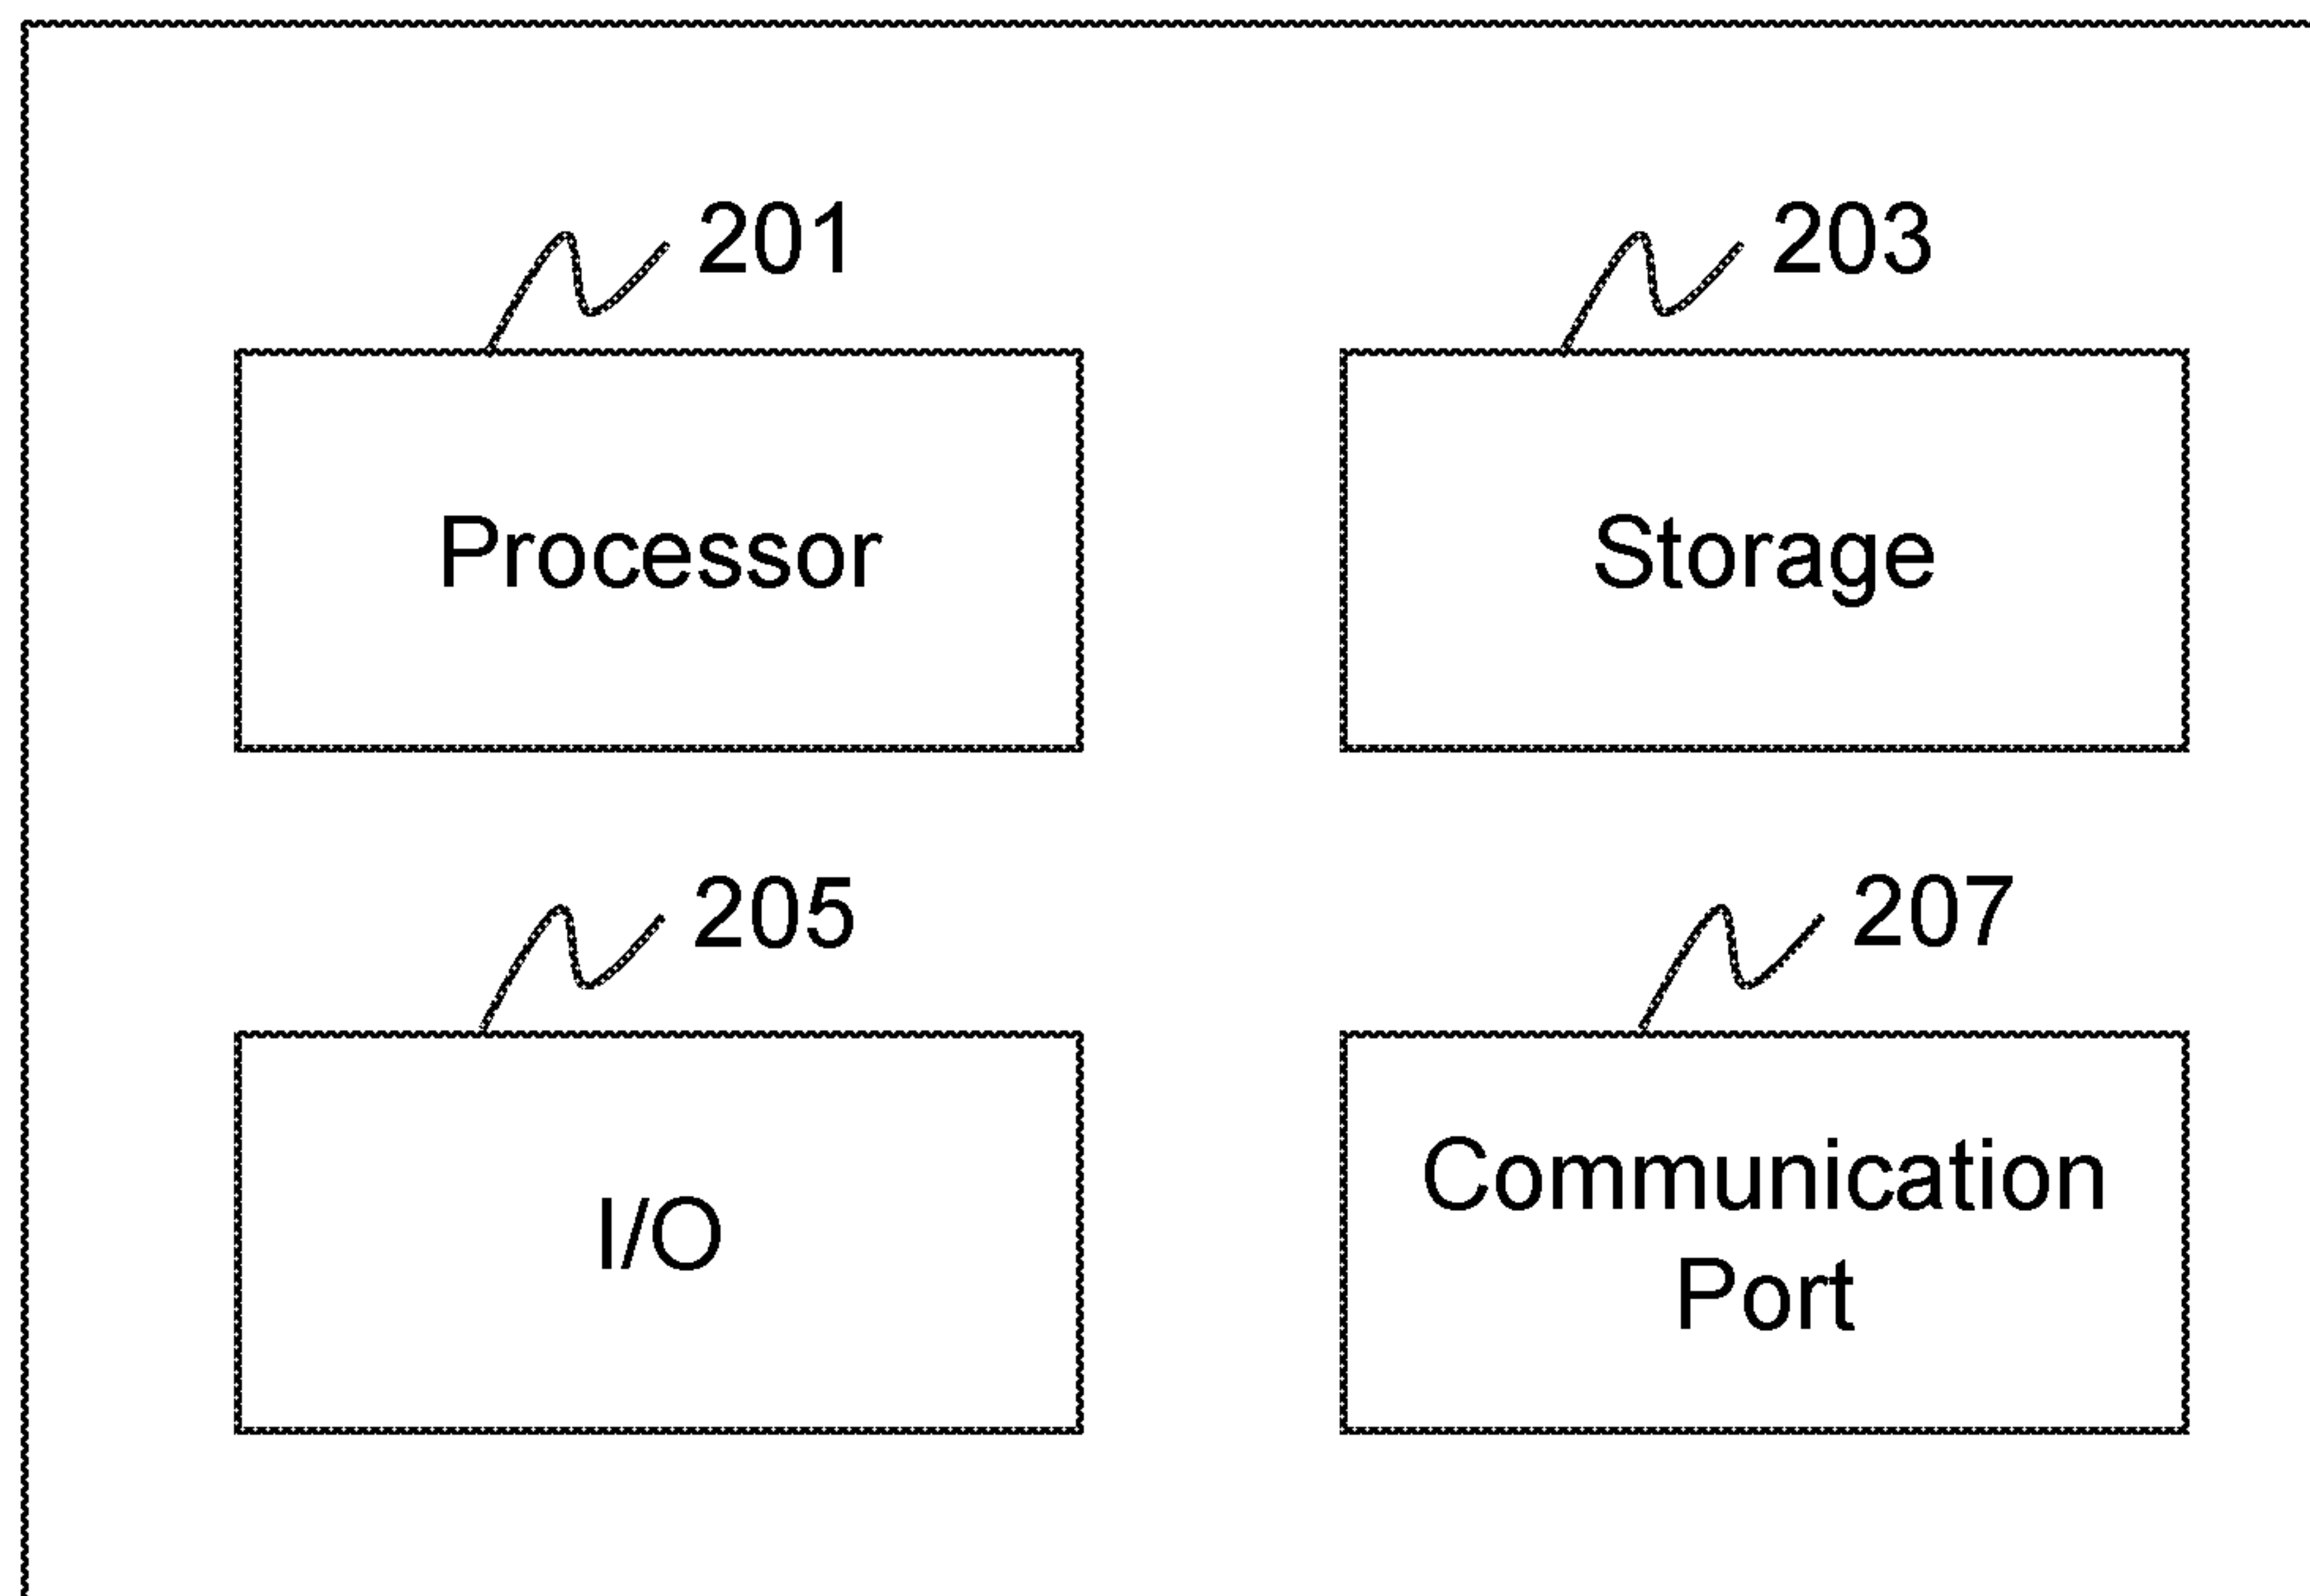 201
203
Processor
Storage
205
207
I/O
Communication
Port